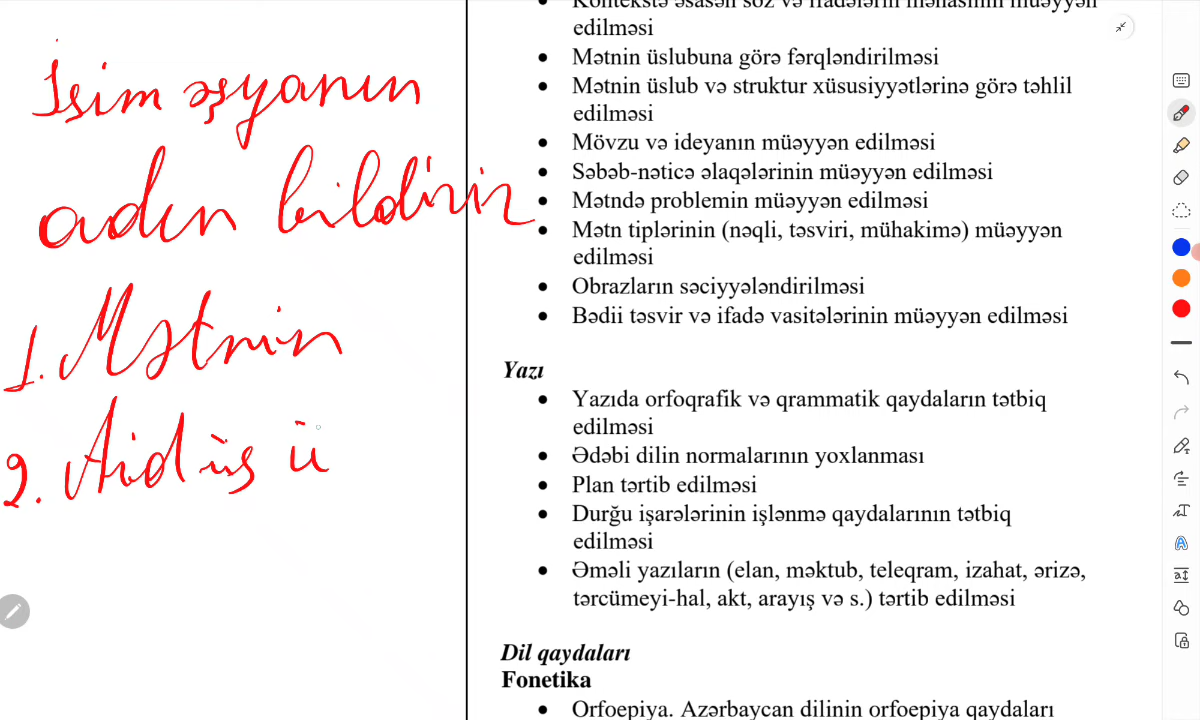 İsim əşyanın
adın bildirir
1. Mətnin
2. Aid üs ü
Kontekstə əsasən söz və ifadələrin mənasının müəyyən
edilməsi
• Mətnin üslubuna görə fərqləndirilməsi
• Mətnin üslub və struktur xüsusiyyətlərinə görə təhlil
edilməsi
• Mövzu və ideyanın müəyyən edilməsi
• Səbəb-nəticə əlaqələrinin müəyyən edilməsi
• Mətndə problemin müəyyən edilməsi
• Mətn tiplərinin (nəqli, təsviri, mühakimə) müəyyən
edilməsi
• Obrazların səciyyələndirilməsi
• Bədii təsvir və ifadə vasitələrinin müəyyən edilməsi
Yazı
• Yazıda orfoqrafik və qrammatik qaydaların tətbiq
edilməsi
• Ədəbi dilin normalarının yoxlanması
• Plan tərtib edilməsi
• Durğu işarələrinin işlənmə qaydalarının tətbiq
edilməsi
• Əməli yazıların (elan, məktub, teleqram, izahat, ərizə,
tərcümeyi-hal, akt, arayış və s.) tərtib edilməsi
Dil qaydaları
Fonetika
• Orfoepiya. Azərbaycan dilinin orfoepiya qaydaları